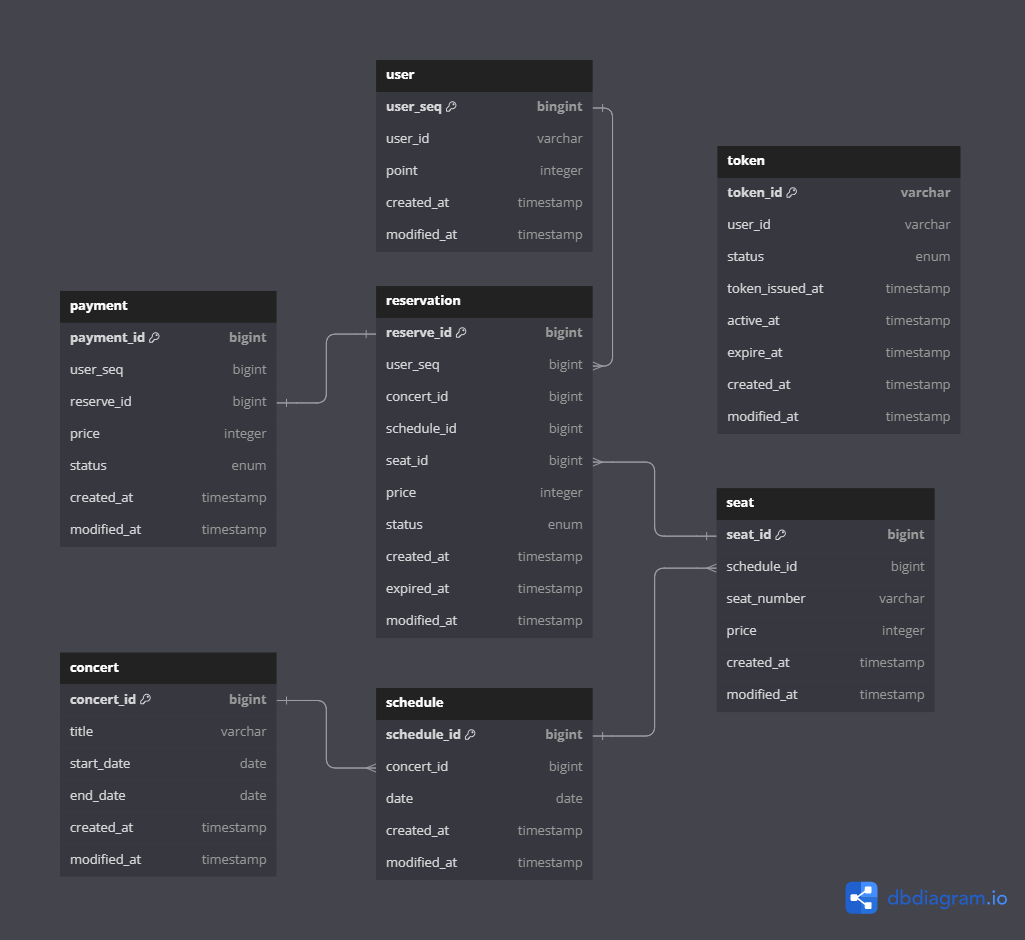 user
user_seq bingint
user_id varchar
point integer
created_at timestamp
modified_at timestamp
token
token_id varchar
user_id varchar
status enum
token_issued_at timestamp
active_at timestamp
expire_at timestamp
created_at timestamp
modified_at timestamp
payment
payment_id bigint
user_seq bigint
reserve_id bigint
price integer
status enum
created_at timestamp
modified_at timestamp
reservation
reserve_id bigint
user_seq bigint
concert_id bigint
schedule_id bigint
seat_id bigint
price integer
status enum
created_at timestamp
expired_at timestamp
modified_at timestamp
seat
seat_id bigint
schedule_id bigint
seat_number varchar
price integer
created_at timestamp
modified_at timestamp
concert
concert_id bigint
title varchar
start_date date
end_date date
created_at timestamp
modified_at timestamp
schedule
schedule_id bigint
concert_id bigint
date date
created_at timestamp
modified_at timestamp
dbdiagram.io